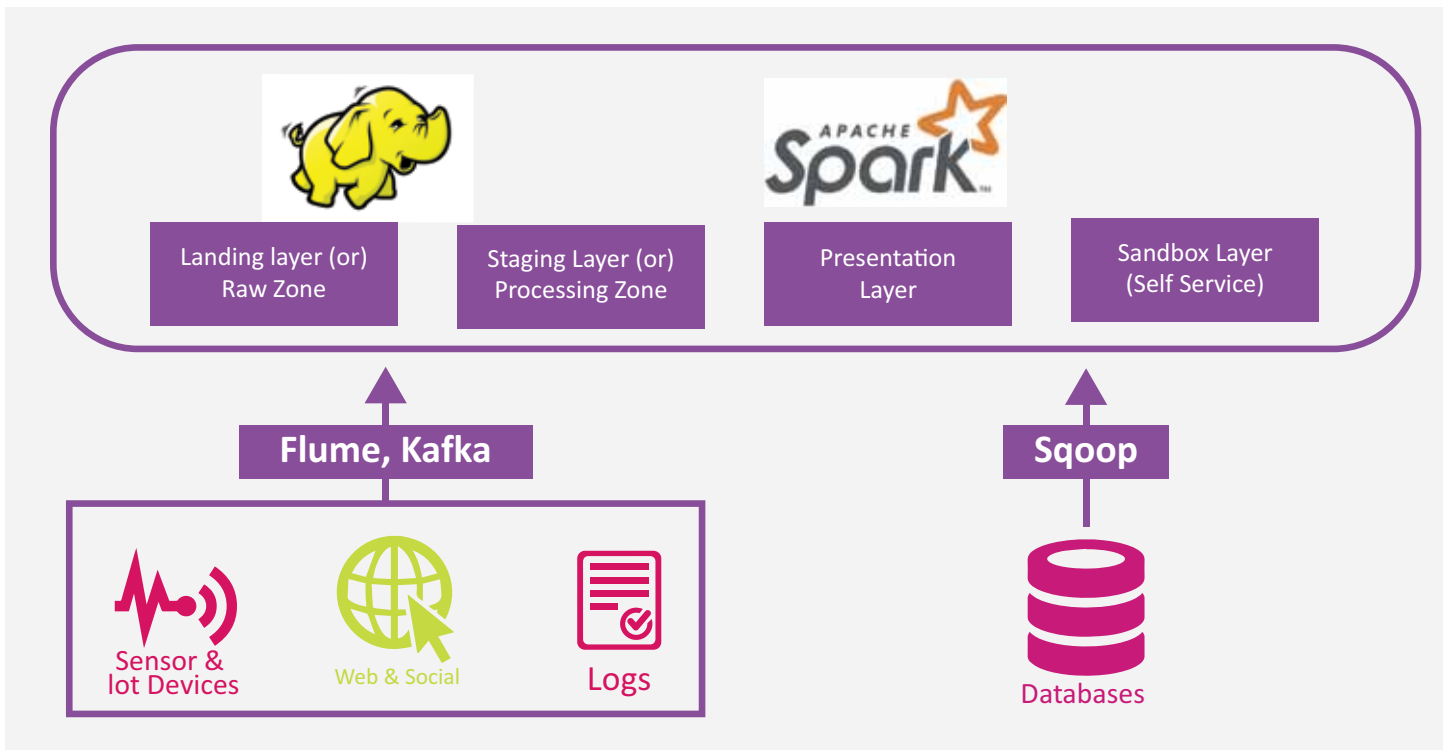 APACHE
Spark
TM
Landing layer (or)
Raw Zone
Staging Layer (or)
Processing Zone
Presentation
Layer
Sandbox Layer
(Self Service)
Flume, Kafka
Sqoop
Sensor &
Iot Devices
Web & Social
Logs
Databases